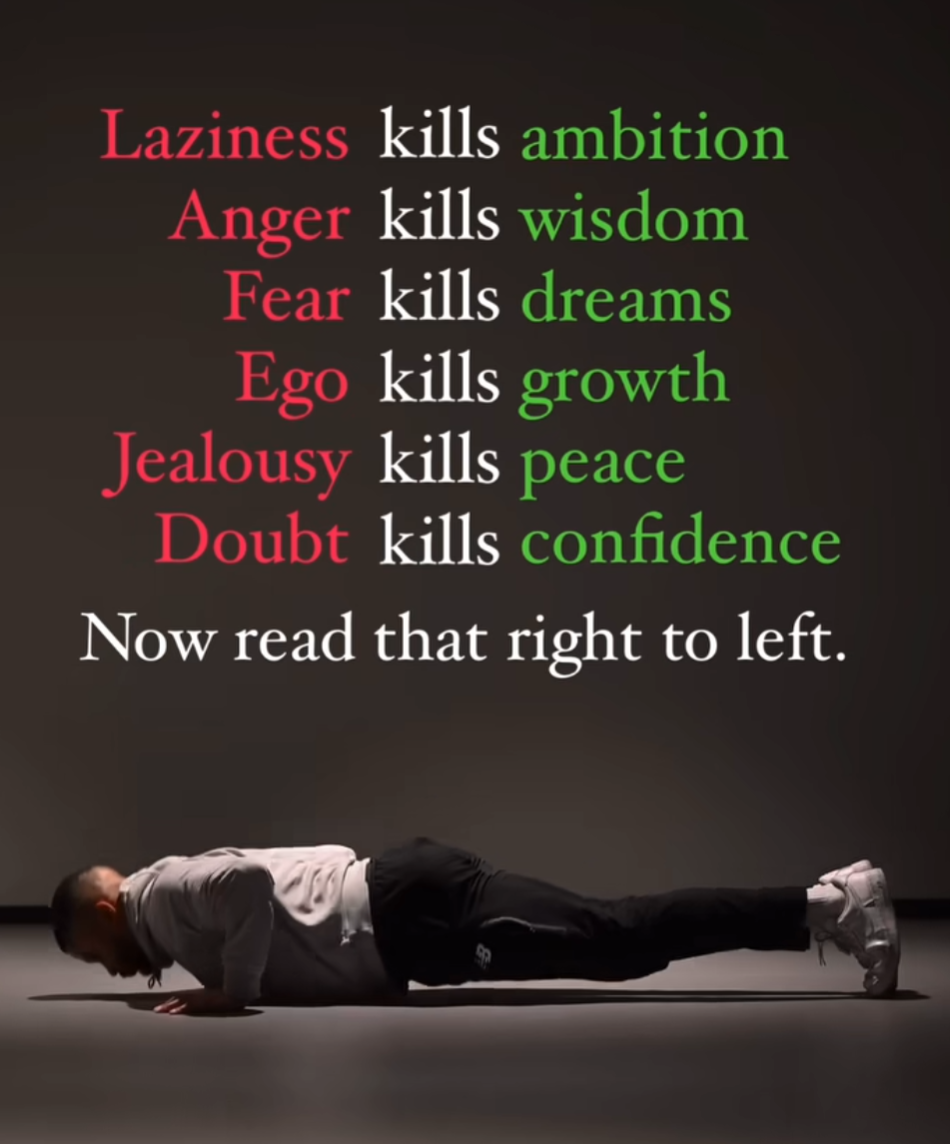 Laziness kills ambition
Anger kills wisdom
Fear kills dreams
Ego kills growth
Jealousy kills peace
Doubt kills confidence
Now read that right to left.